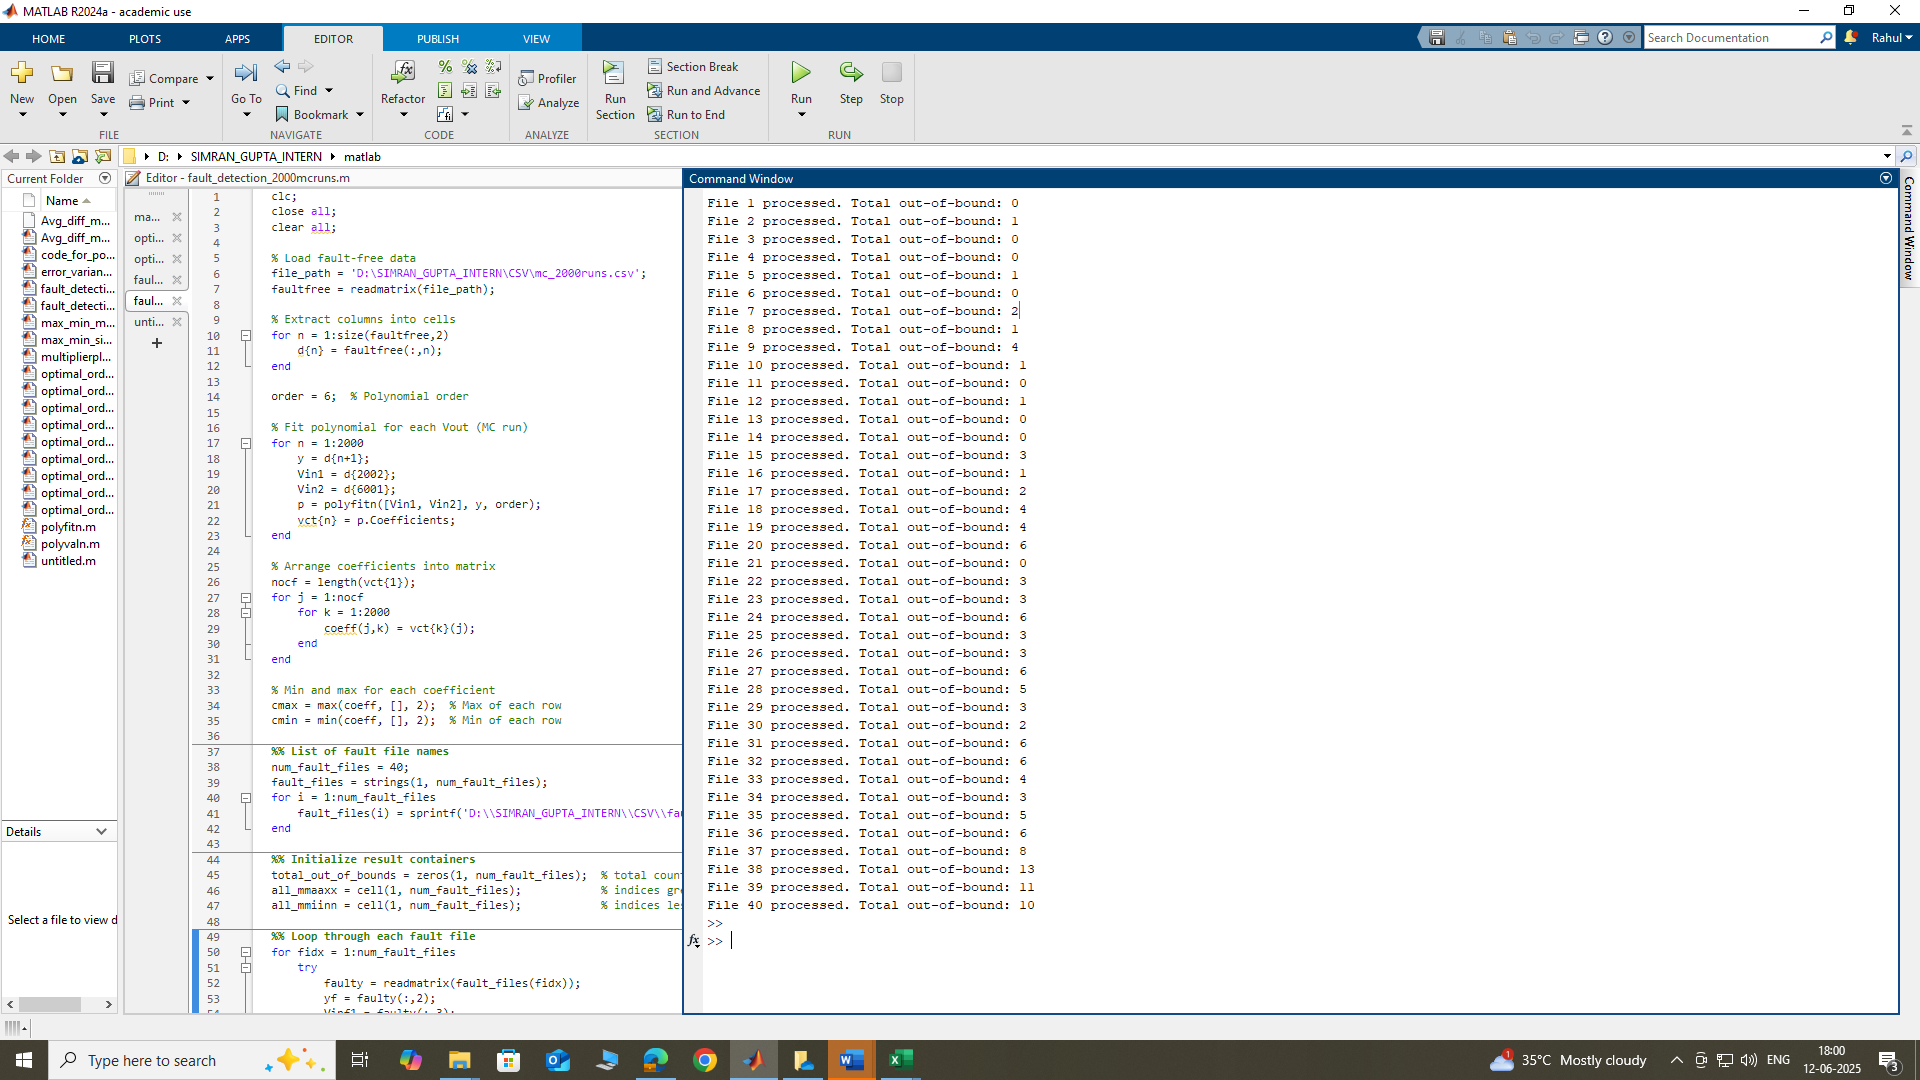 MATLAB R2024a - academic use
HOME PLOTS APPS EDITOR PUBLISH VIEW
Search Documentation
Rahul
New Open Save Compare Print
FILE
Go To Find Bookmark
NAVIGATE
Refactor
CODE
Profiler
Analyze
ANALYZE
Run Section
Section Break
Run and Advance
Run to End
SECTION
Run Step Stop
RUN
D: SIMRAN_GUPTA_INTERN matlab
Current Folder
Name
Avg_diff_m...
Avg_diff_m...
code_for_po...
error_varian...
fault_detecti...
fault_detecti...
max_min_m...
max_min_si...
multiplierpl...
optimal_ord...
optimal_ord...
optimal_ord...
optimal_ord...
optimal_ord...
optimal_ord...
optimal_ord...
optimal_ord...
optimal_ord...
polyfitn.m
polyvaln.m
untitled.m
Details
Select a file to view d
Editor - fault_detection_2000mcruns.m
ma...
opti...
opti...
faul...
faul...
unti...
1 clc;
2 close all;
3 clear all;
4
5 % Load fault-free data
6 file_path = 'D:\SIMRAN_GUPTA_INTERN\CSV\mc_2000runs.csv';
7 faultfree = readmatrix(file_path);
8
9 % Extract columns into cells
10 for n = 1:size(faultfree,2)
11 d{n} = faultfree(:,n);
12 end
13
14 order = 6; % Polynomial order
15
16 % Fit polynomial for each Vout (MC run)
17 for n = 1:2000
18 y = d{n+1};
19 Vin1 = d{2002};
20 Vin2 = d{6001};
21 p = polyfitn([Vin1, Vin2], y, order);
22 vct{n} = p.Coefficients;
23 end
24
25 % Arrange coefficients into matrix
26 nocf = length(vct{1});
27 for j = 1:nocf
28 for k = 1:2000
29 coeff(j,k) = vct{k}(j);
30 end
31 end
32
33 % Min and max for each coefficient
34 cmax = max(coeff, [], 2); % Max of each row
35 cmin = min(coeff, [], 2); % Min of each row
36
37 %% List of fault file names
38 num_fault_files = 40;
39 fault_files = strings(1, num_fault_files);
40 for i = 1:num_fault_files
41 fault_files(i) = sprintf('D:\\SIMRAN_GUPTA_INTERN\\CSV\\fau
42 end
43
44 %% Initialize result containers
45 total_out_of_bounds = zeros(1, num_fault_files); % total coun
46 all_mmaaxx = cell(1, num_fault_files); % indices gre
47 all_mmiinn = cell(1, num_fault_files); % indices les
48
49 %% Loop through each fault file
50 for fidx = 1:num_fault_files
51 try
52 faulty = readmatrix(fault_files(fidx));
53 yf = faulty(:,2);
Command Window
File 1 processed. Total out-of-bound: 0
File 2 processed. Total out-of-bound: 1
File 3 processed. Total out-of-bound: 0
File 4 processed. Total out-of-bound: 0
File 5 processed. Total out-of-bound: 1
File 6 processed. Total out-of-bound: 0
File 7 processed. Total out-of-bound: 2
File 8 processed. Total out-of-bound: 1
File 9 processed. Total out-of-bound: 4
File 10 processed. Total out-of-bound: 1
File 11 processed. Total out-of-bound: 0
File 12 processed. Total out-of-bound: 1
File 13 processed. Total out-of-bound: 0
File 14 processed. Total out-of-bound: 0
File 15 processed. Total out-of-bound: 3
File 16 processed. Total out-of-bound: 1
File 17 processed. Total out-of-bound: 2
File 18 processed. Total out-of-bound: 4
File 19 processed. Total out-of-bound: 4
File 20 processed. Total out-of-bound: 6
File 21 processed. Total out-of-bound: 0
File 22 processed. Total out-of-bound: 3
File 23 processed. Total out-of-bound: 3
File 24 processed. Total out-of-bound: 6
File 25 processed. Total out-of-bound: 3
File 26 processed. Total out-of-bound: 3
File 27 processed. Total out-of-bound: 6
File 28 processed. Total out-of-bound: 5
File 29 processed. Total out-of-bound: 3
File 30 processed. Total out-of-bound: 2
File 31 processed. Total out-of-bound: 6
File 32 processed. Total out-of-bound: 6
File 33 processed. Total out-of-bound: 4
File 34 processed. Total out-of-bound: 3
File 35 processed. Total out-of-bound: 5
File 36 processed. Total out-of-bound: 6
File 37 processed. Total out-of-bound: 8
File 38 processed. Total out-of-bound: 13
File 39 processed. Total out-of-bound: 11
File 40 processed. Total out-of-bound: 10
>>
fx >>
Command Window
Type here to search
35°C Mostly cloudy
ENG
18:00
12-06-2025
3